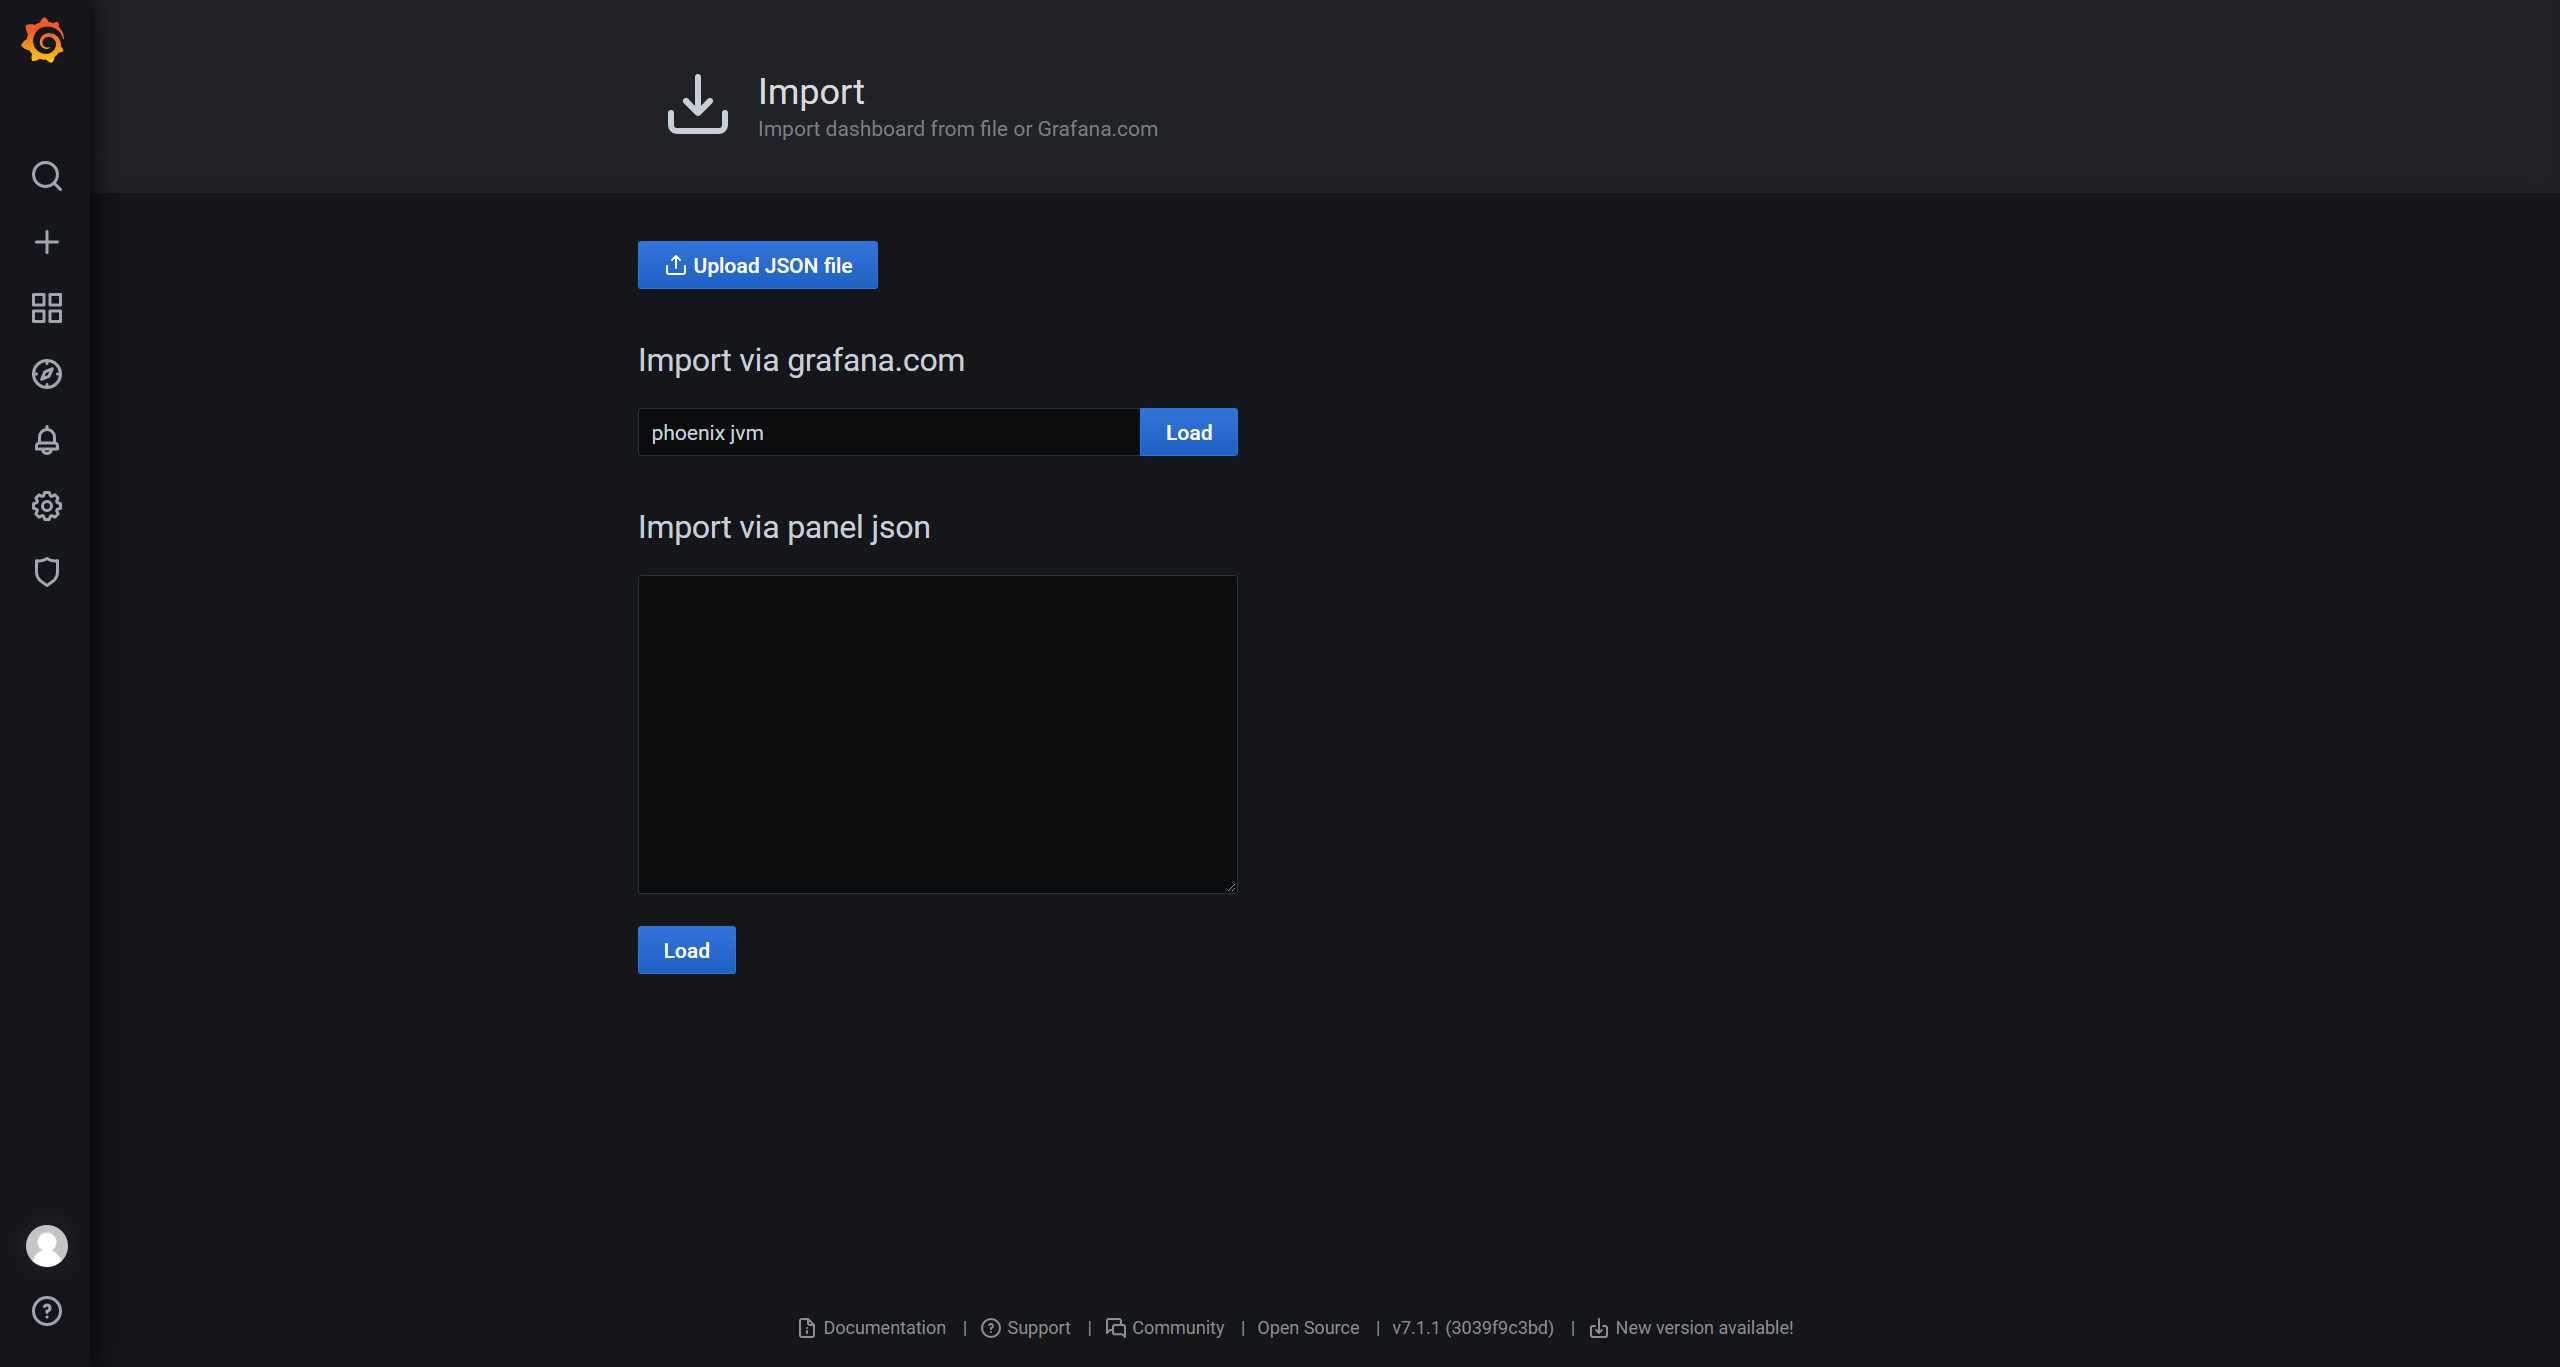 Import
Import dashboard from file or Grafana.com
Upload JSON file
Import via grafana.com
phoenix jvm
Load
Import via panel json
Load
Documentation | Support | Community | Open Source | v7.1.1 (3039f9c3bd) | New version available!